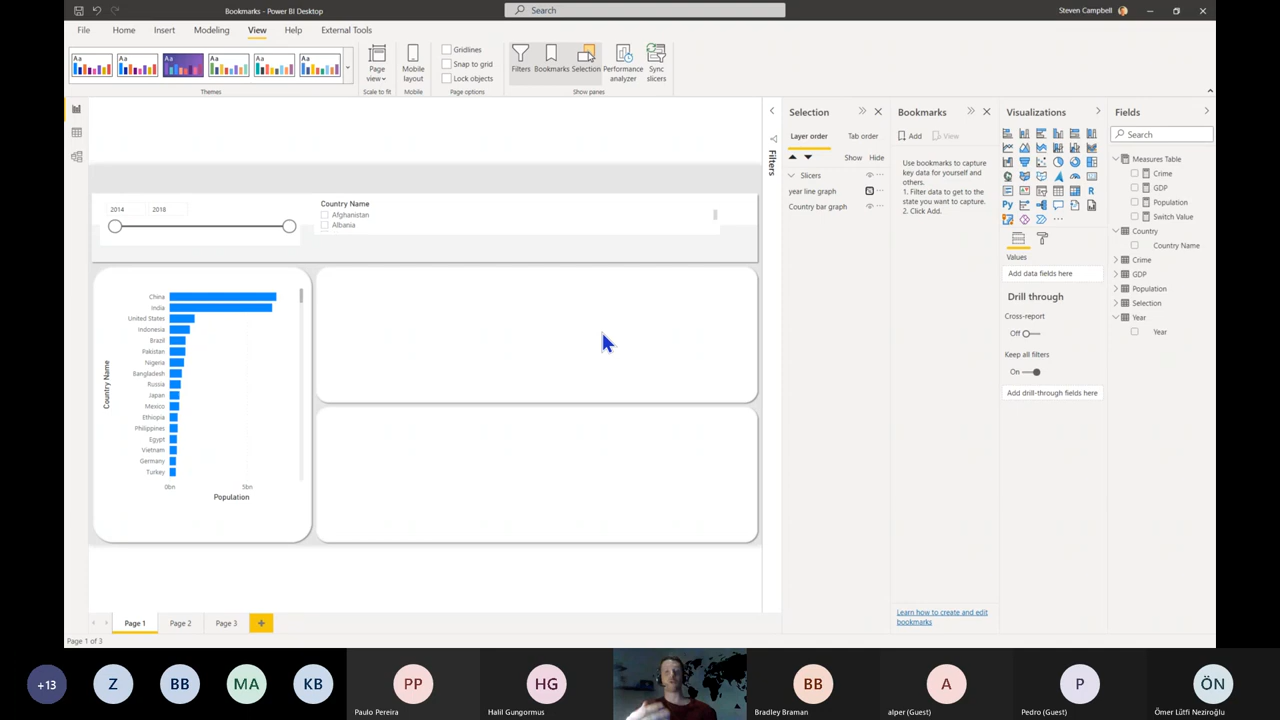 Bookmarks - Power BI Desktop
Search
Steven Campbell
File
Home
Insert
Modeling
View
Help
External Tools
Aa
Aa
Aa
Aa
Aa
Aa
Page view
Mobile layout
Gridlines
Snap to grid
Lock objects
Filters
Bookmarks
Selection
Performance analyzer
Sync slicers
Themes
Scale to fit
Mobile
Page options
Show panes
2014
2018
Country Name
Afghanistan
Albania
China
India
United States
Indonesia
Brazil
Pakistan
Nigeria
Bangladesh
Russia
Japan
Mexico
Ethiopia
Philippines
Egypt
Vietnam
Germany
Turkey
Country Name
0bn
5bn
Population
Filters
Selection
Layer order
Tab order
Show
Hide
Slicers
year line graph
Country bar graph
Bookmarks
Add
View
Use bookmarks to capture
key data for yourself and
others.
1. Filter data to get to the
state you want to capture.
2. Click Add.
Learn how to create and edit
bookmarks
Visualizations
R
Py
Values
Add data fields here
Drill through
Cross-report
Off
Keep all filters
On
Add drill-through fields here
Fields
Search
Measures Table
Crime
GDP
Population
Switch Value
Country
Country Name
Crime
GDP
Population
Selection
Year
Year
Page 1
Page 2
Page 3
Page 1 of 3
+13
Z
BB
MA
KB
PP
Paulo Pereira
HG
Halil Gungormus
BB
Bradley Braman
A
alper (Guest)
P
Pedro (Guest)
ÖN
Ömer Lütfi Neziroğlu